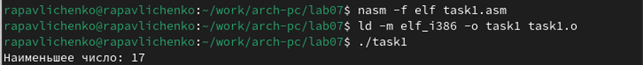 rapavlichenko@rapavlichenko:~/work/arch-pc/lab07$ nasm -f elf task1.asm
rapavlichenko@rapavlichenko:~/work/arch-pc/lab07$ ld -m elf_i386 -o task1 task1.o
rapavlichenko@rapavlichenko:~/work/arch-pc/lab07$ ./task1
Наименьшее число: 17